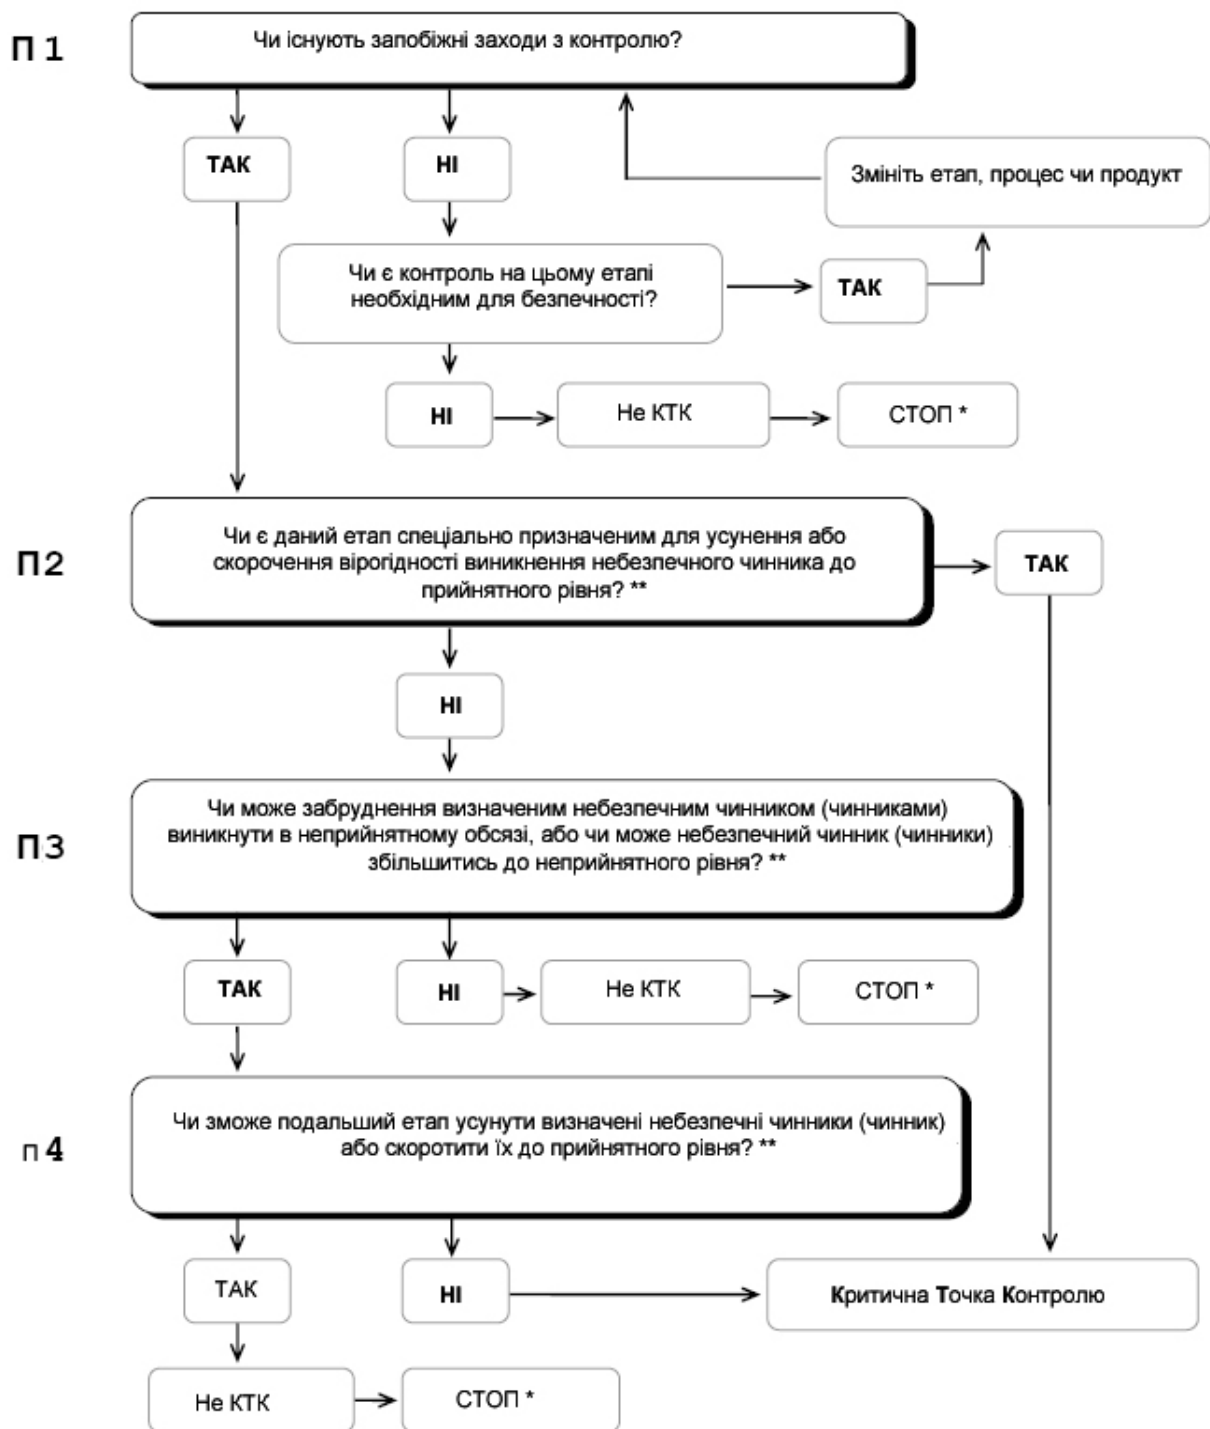 П 1
Чи існують запобіжні заходи з контролю?
ТАК
НІ
Змініть етап, процес чи продукт
Чи є контроль на цьому етапі
необхідним для безпечності?
ТАК
НІ
Не КТК
СТОП *
П2
Чи є даний етап спеціально призначеним для усунення або
скорочення вірогідності виникнення небезпечного чинника до
прийнятного рівня? **
ТАК
НІ
П3
Чи може забруднення визначеним небезпечним чинником (чинниками)
виникнути в неприйнятному обсязі, або чи може небезпечний чинник (чинники)
збільшитись до неприйнятного рівня? **
ТАК
НІ
Не КТК
СТОП *
п 4
Чи зможе подальший етап усунути визначені небезпечні чинники (чинник)
або скоротити їх до прийнятного рівня? **
ТАК
НІ
Критична Точка Контролю
Не КТК
СТОП *